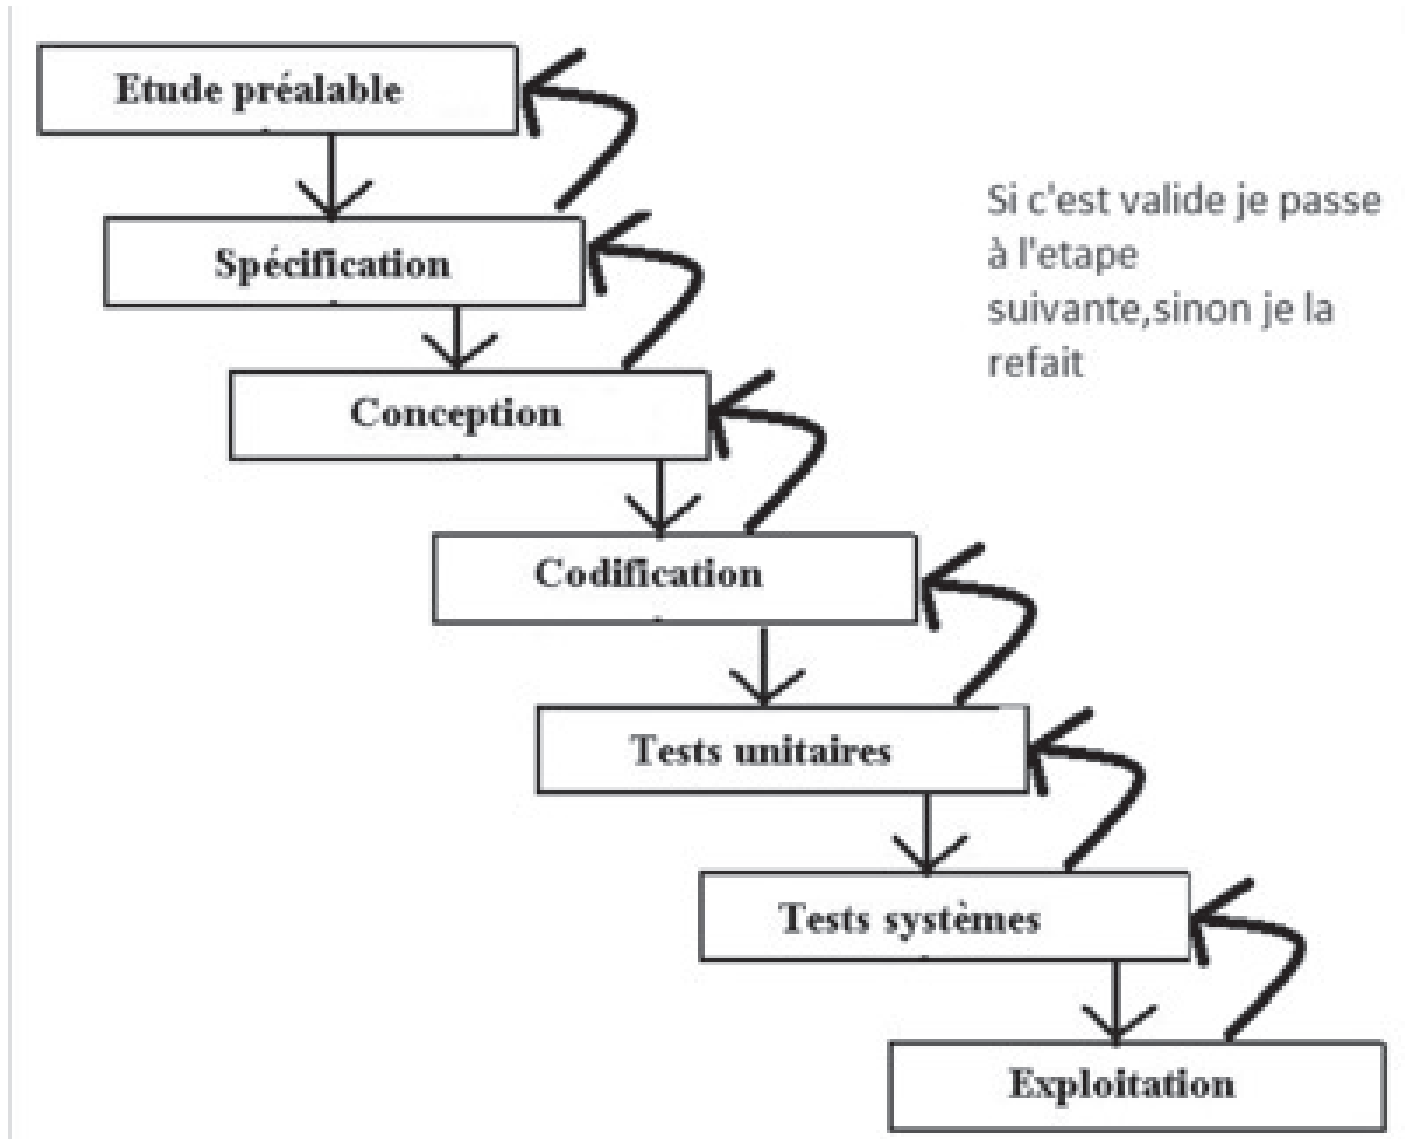 Etude préalable
Spécification
Si c'est valide je passe
à l'etape
suivante,sinon je la
refait
Conception
Codification
Tests unitaires
Tests systèmes
Exploitation